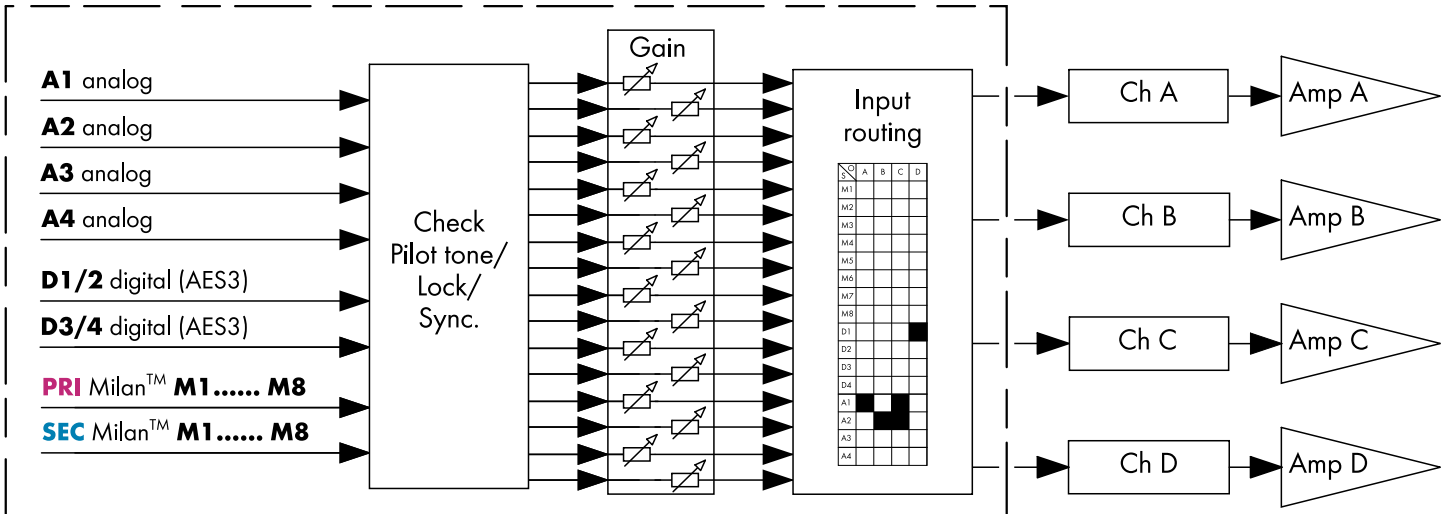 A1 analog
A2 analog
A3 analog
A4 analog
D1/2 digital (AES3)
D3/4 digital (AES3)
PRI Milan™ M1...... M8
SEC Milan™ M1...... M8
Check
Pilot tone/
Lock/
Sync.
Gain
Input
routing
S O A B C D
M1
M2
M3
M4
M5
M6
M7
M8
D1
D2
D3
D4
A1
A2
A3
A4
Ch A
Amp A
Ch B
Amp B
Ch C
Amp C
Ch D
Amp D